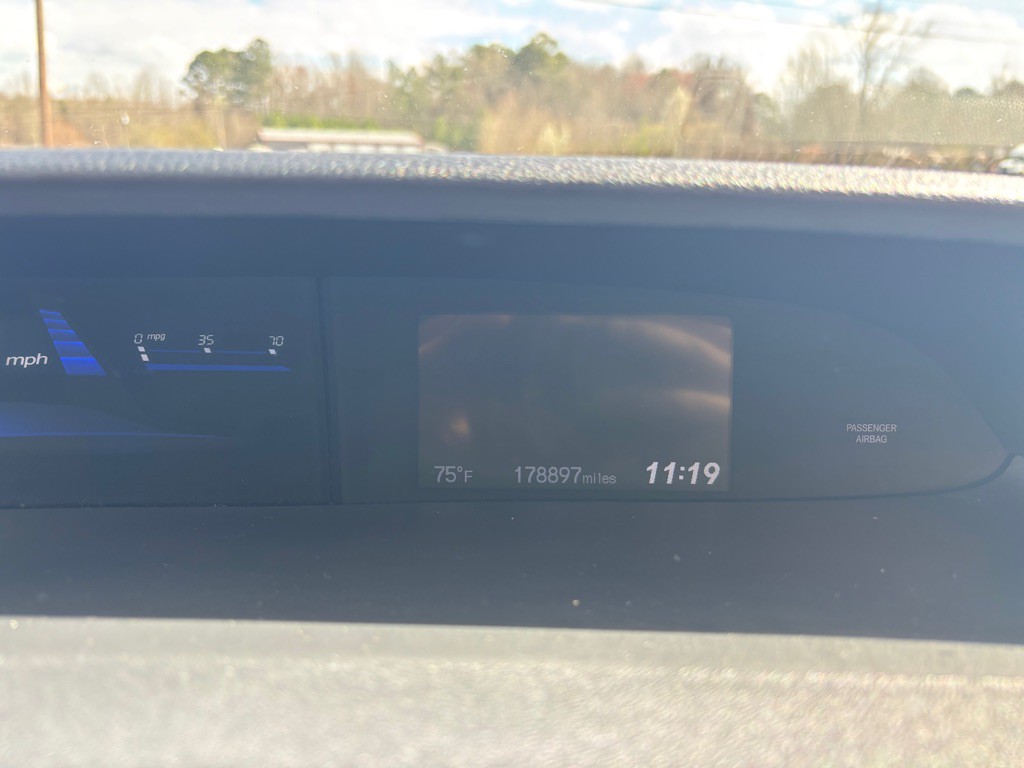 mph
0 mpg 35 70
75°F 178897miles 11:19
PASSENGER
AIRBAG